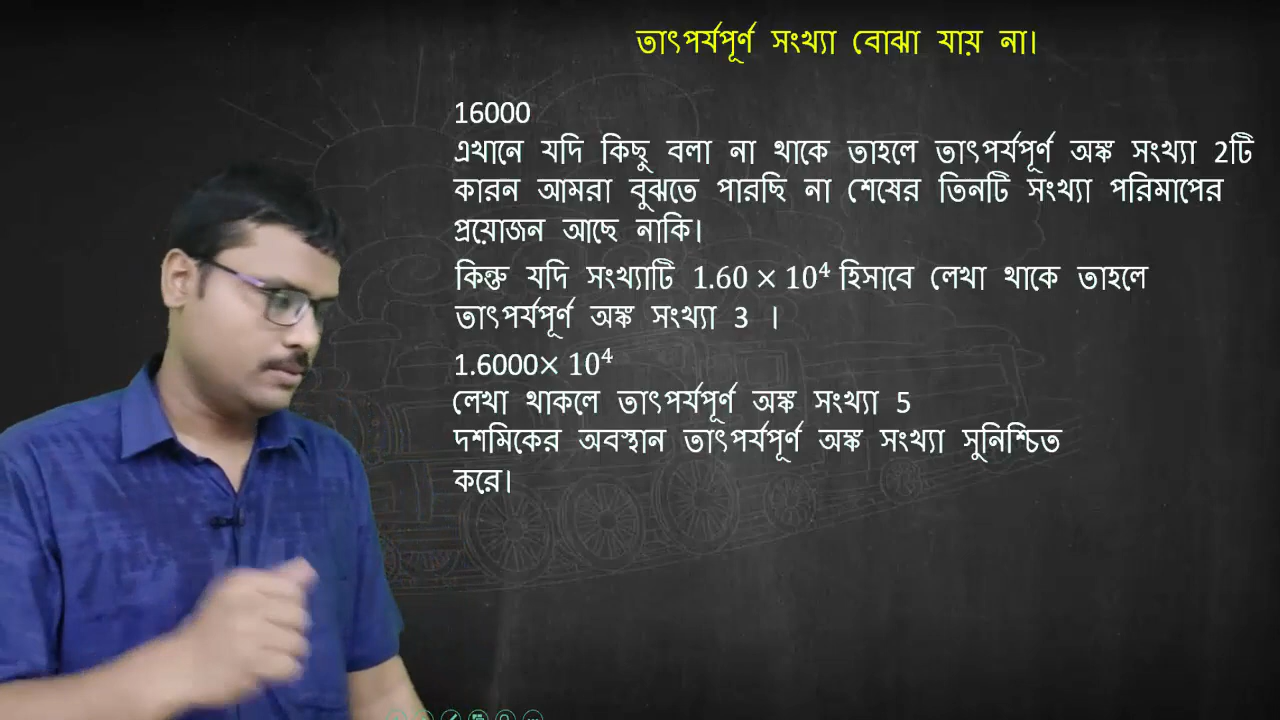 তাৎপর্যপূর্ণ সংখ্যা বোঝা যায় না।
16000
এখানে যদি কিছু বলা না থাকে তাহলে তাৎপর্যপূর্ণ অঙ্ক সংখ্যা 2টি
কারন আমরা বুঝতে পারছি না শেষের তিনটি সংখ্যা পরিমাপের
প্রয়োজন আছে নাকি।
কিন্তু যদি সংখ্যাটি 1.60 × 10⁴ হিসাবে লেখা থাকে তাহলে
তাৎপর্যপূর্ণ অঙ্ক সংখ্যা 3 ।
1.6000× 10⁴
লেখা থাকলে তাৎপর্যপূর্ণ অঙ্ক সংখ্যা 5
দশমিকের অবস্থান তাৎপর্যপূর্ণ অঙ্ক সংখ্যা সুনিশ্চিত
করে।